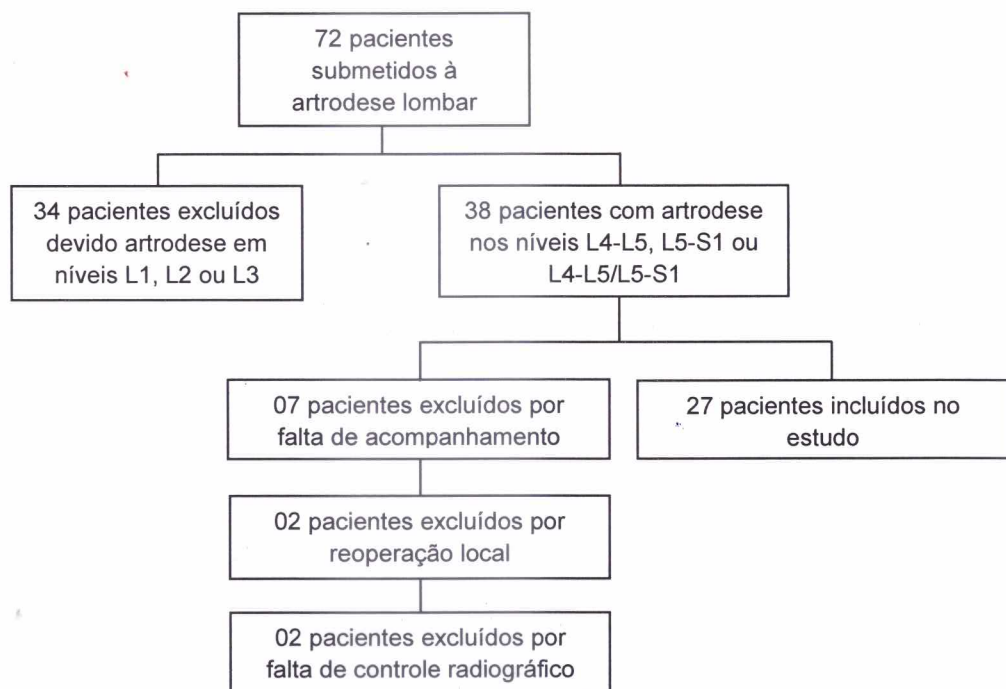 72 pacientes
submetidos à
artrodese lombar
34 pacientes excluídos
devido artrodese em
níveis L1, L2 ou L3
38 pacientes com artrodese
nos níveis L4-L5, L5-S1 ou
L4-L5/L5-S1
07 pacientes excluídos por
falta de acompanhamento
27 pacientes incluídos no
estudo
02 pacientes excluídos por
reoperação local
02 pacientes excluídos por
falta de controle radiográfico